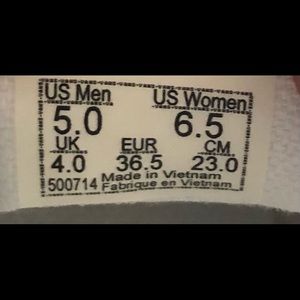 US Men US Women
5.0 6.5
UK EUR CM
4.0 36.5 23.0
500714 Made in Vietnam
Fabrique en Vietnam